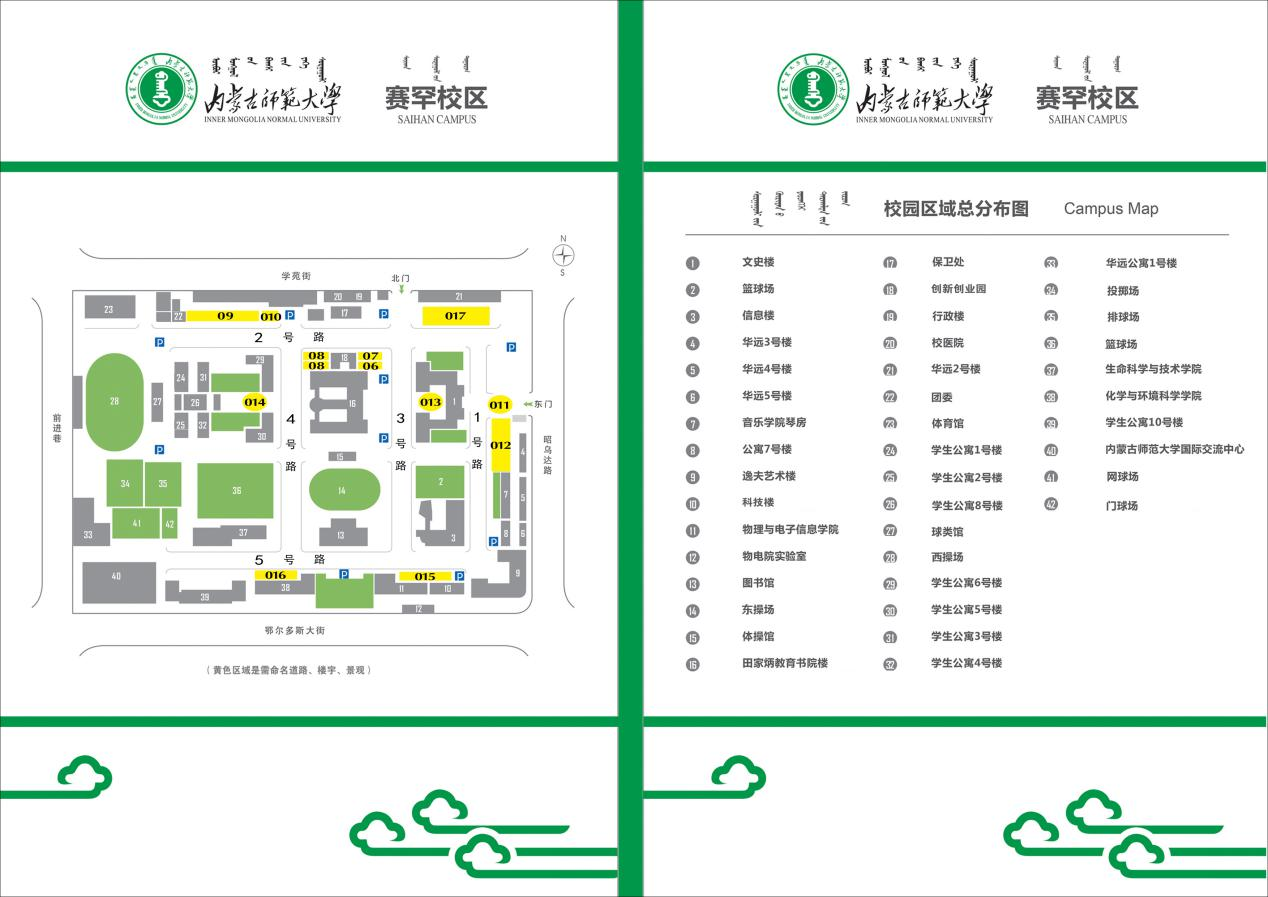 内蒙古师范大学
INNER MONGOLIA NORMAL UNIVERSITY
赛罕校区
SAIHAN CAMPUS
N
S
学苑街
北门
23
22
09
010
P
20
19
17
P
21
017
2号路
P
P
29
24
31
28
27
26
014
25
32
30
08
18
07
08
06
P
16
P
013
1
011
东门
012
4
前进巷
4号路
3号路
1号路
昭乌达路
P
15
34
35
36
14
2
7
5
41
42
33
37
13
3
8
6
P
5号路
40
016
P
015
P
9
39
38
11
10
12
鄂尔多斯大街
(黄色区域是需命名道路、楼宇、景观)
内蒙古师范大学
INNER MONGOLIA NORMAL UNIVERSITY
赛罕校区
SAIHAN CAMPUS
校园区域总分布图 Campus Map
1 文史楼
2 篮球场
3 信息楼
4 华远3号楼
5 华远4号楼
6 华远5号楼
7 音乐学院琴房
8 公寓7号楼
9 逸夫艺术楼
10 科技楼
11 物理与电子信息学院
12 物电院实验室
13 图书馆
14 东操场
15 体操馆
16 田家炳教育书院楼
17 保卫处
18 创新创业园
19 行政楼
20 校医院
21 华远2号楼
22 团委
23 体育馆
24 学生公寓1号楼
25 学生公寓2号楼
26 学生公寓8号楼
27 球类馆
28 西操场
29 学生公寓6号楼
30 学生公寓5号楼
31 学生公寓3号楼
32 学生公寓4号楼
33 华远公寓1号楼
34 投掷场
35 排球场
36 篮球场
37 生命科学与技术学院
38 化学与环境科学学院
39 学生公寓10号楼
40 内蒙古师范大学国际交流中心
41 网球场
42 门球场